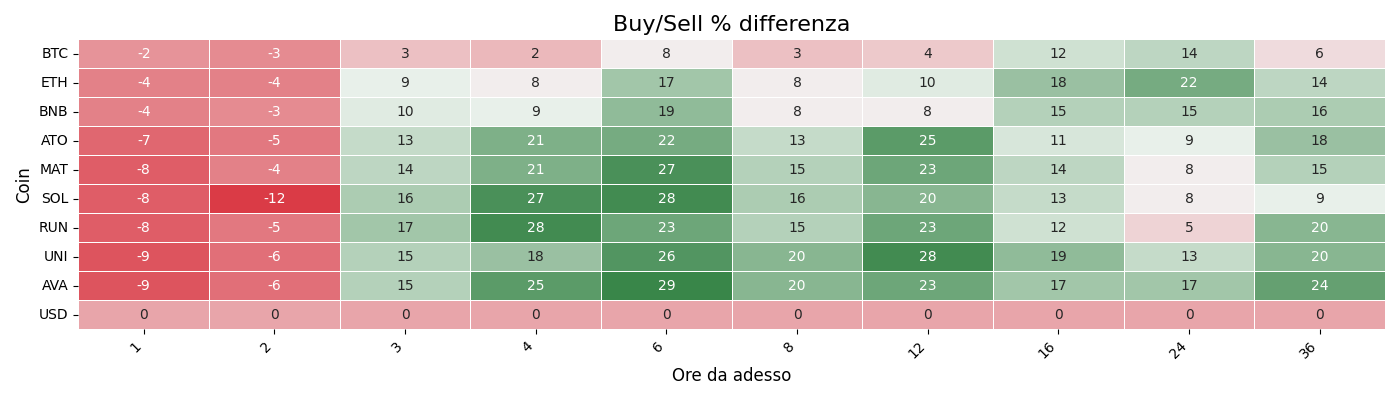 Buy/Sell % differenza
Coin
BTC -2 -3 3 2 8 3 4 12 14 6
ETH -4 -4 9 8 17 8 10 18 22 14
BNB -4 -3 10 9 19 8 8 15 15 16
ATO -7 -5 13 21 22 13 25 11 9 18
MAT -8 -4 14 21 27 15 23 14 8 15
SOL -8 -12 16 27 28 16 20 13 8 9
RUN -8 -5 17 28 23 15 23 12 5 20
UNI -9 -6 15 18 26 20 28 19 13 20
AVA -9 -6 15 25 29 20 23 17 17 24
USD 0 0 0 0 0 0 0 0 0 0
1 2 3 4 6 8 12 16 24 36
Ore da adesso